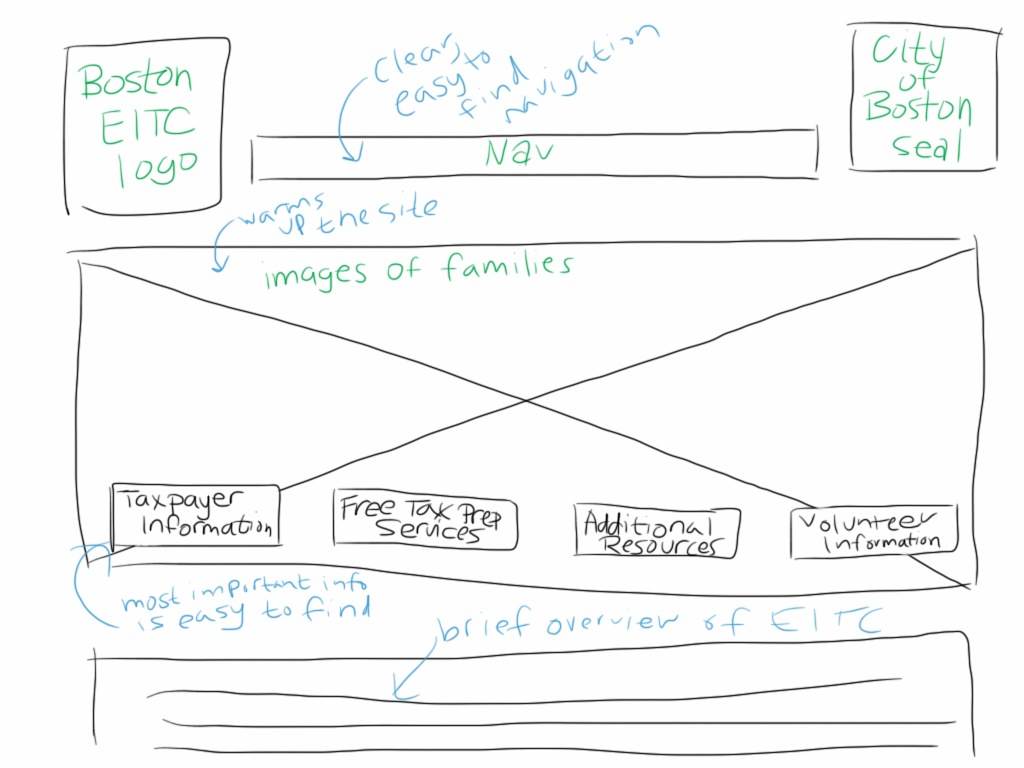 Boston
EITC
logo
Clear,
easy to
find
navigation
Nav
City
of
Boston
seal
warms
up the site
images of families
Taxpayer
Information
Free Tax Prep
Services
Additional
Resources
Volunteer
Information
most important info
is easy to find
brief overview of EITC